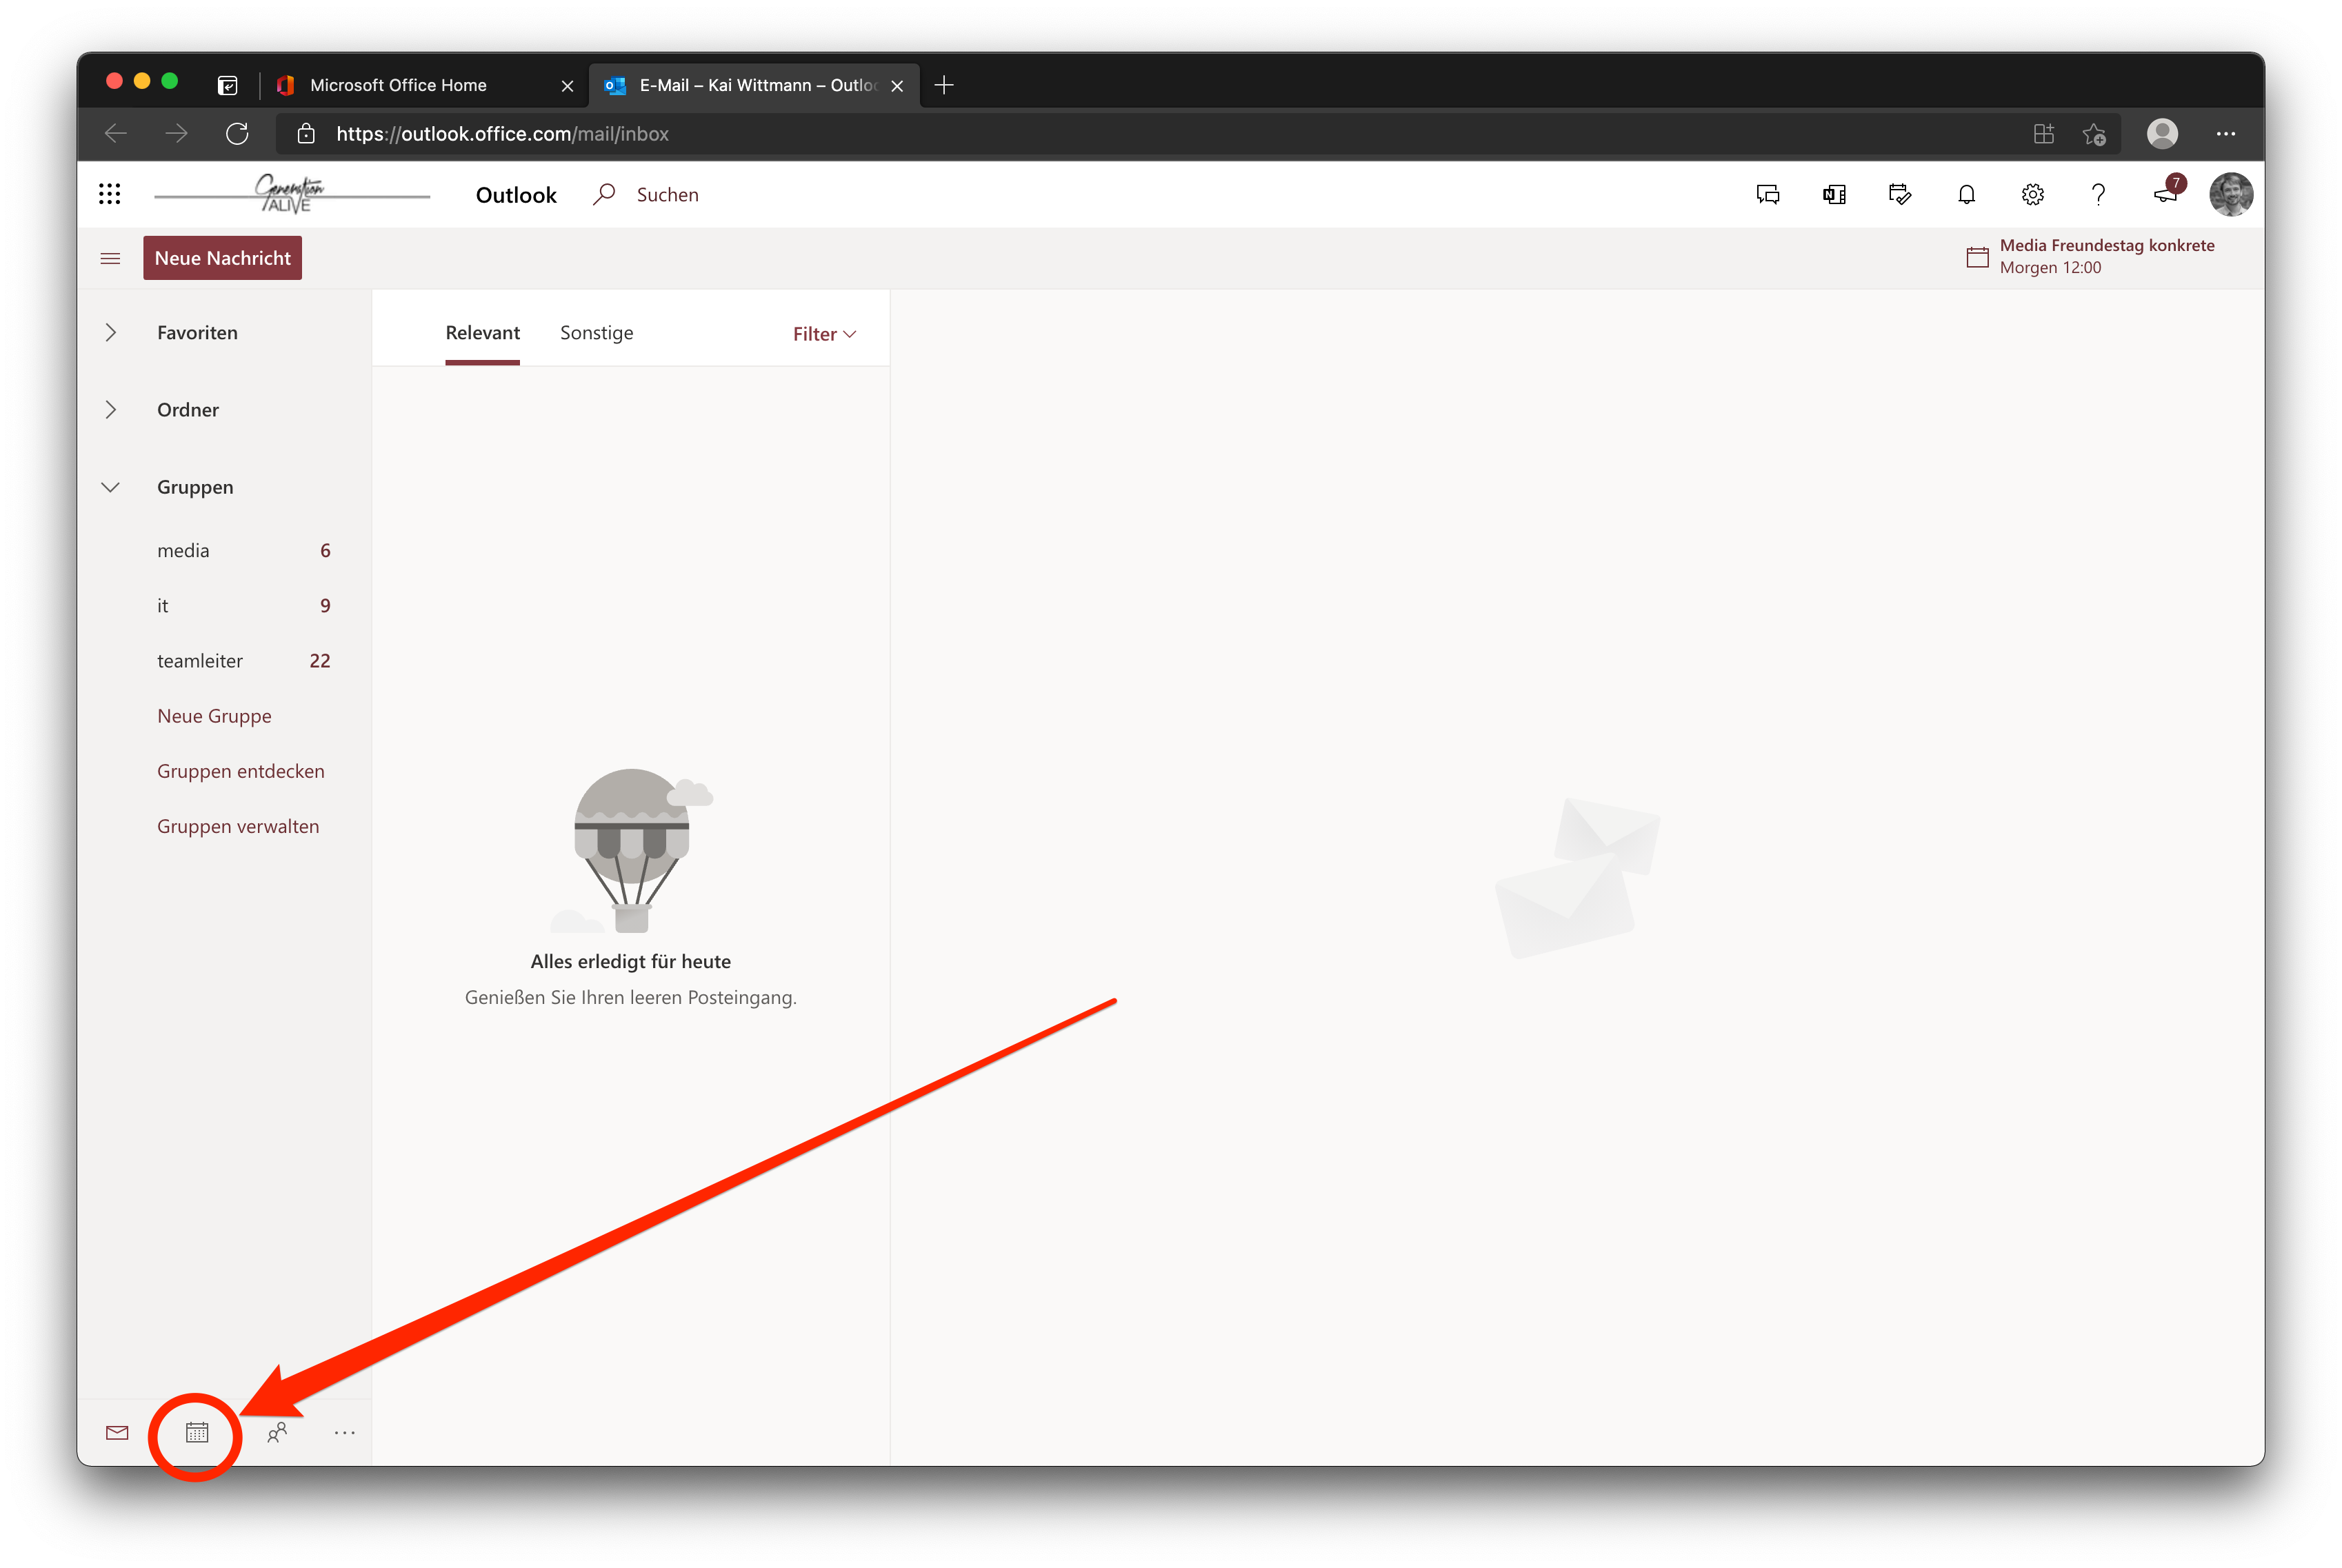 Microsoft Office Home
E-Mail – Kai Wittmann – Outloo
https://outlook.office.com/mail/inbox
Generation
ALIVE
Outlook
Suchen
7
Neue Nachricht
Media Freundestag konkrete
Morgen 12:00
Favoriten
Relevant
Sonstige
Filter
Ordner
Gruppen
media 6
it 9
teamleiter 22
Neue Gruppe
Gruppen entdecken
Gruppen verwalten
Alles erledigt für heute
Genießen Sie Ihren leeren Posteingang.